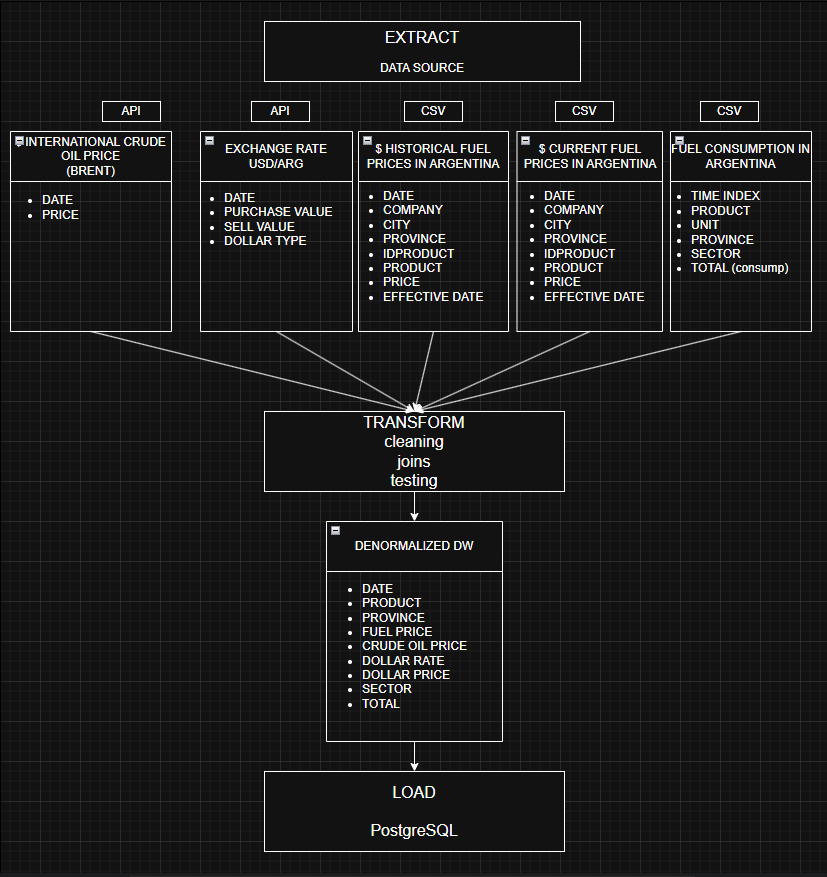 EXTRACT
DATA SOURCE
API
API
CSV
CSV
CSV
INTERNATIONAL CRUDE
OIL PRICE
(BRENT)
• DATE
• PRICE
EXCHANGE RATE
USD/ARG
• DATE
• PURCHASE VALUE
• SELL VALUE
• DOLLAR TYPE
$ HISTORICAL FUEL
PRICES IN ARGENTINA
• DATE
• COMPANY
• CITY
• PROVINCE
• IDPRODUCT
• PRODUCT
• PRICE
• EFFECTIVE DATE
$ CURRENT FUEL
PRICES IN ARGENTINA
• DATE
• COMPANY
• CITY
• PROVINCE
• IDPRODUCT
• PRODUCT
• PRICE
• EFFECTIVE DATE
FUEL CONSUMPTION IN
ARGENTINA
• TIME INDEX
• PRODUCT
• UNIT
• PROVINCE
• SECTOR
• TOTAL (consump)
TRANSFORM
cleaning
joins
testing
DENORMALIZED DW
• DATE
• PRODUCT
• PROVINCE
• FUEL PRICE
• CRUDE OIL PRICE
• DOLLAR RATE
• DOLLAR PRICE
• SECTOR
• TOTAL
LOAD
PostgreSQL